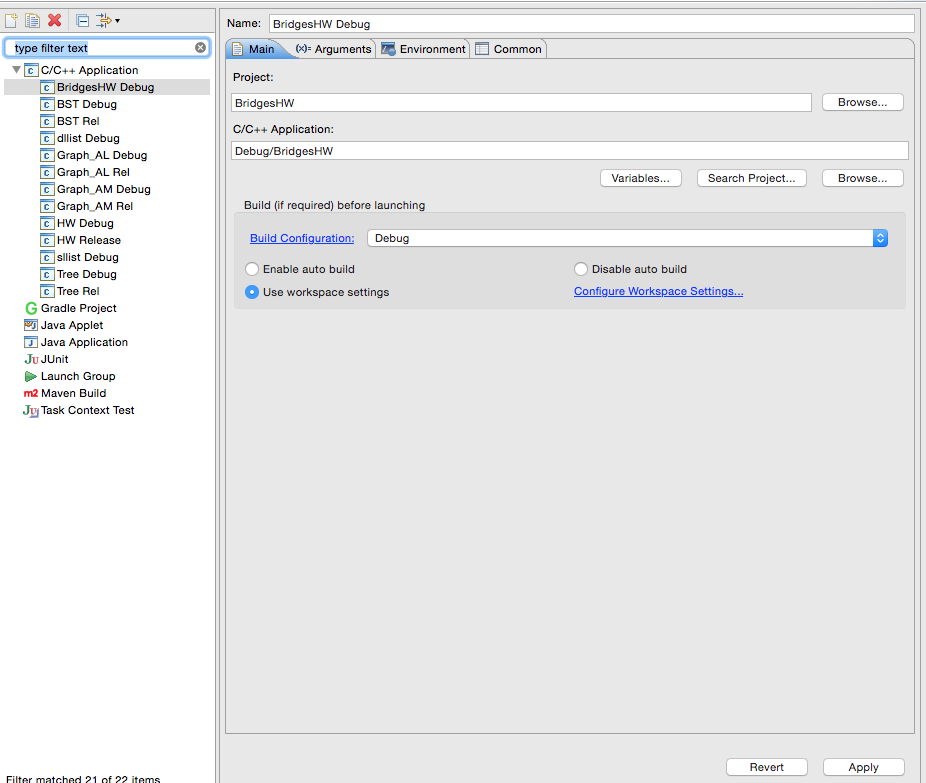 Name: BridgesHW Debug
type filter text
Main (x)= Arguments Environment Common
C/C++ Application
BridgesHW Debug
BST Debug
BST Rel
dllist Debug
Graph_AL Debug
Graph_AL Rel
Graph_AM Debug
Graph_AM Rel
HW Debug
HW Release
sllist Debug
Tree Debug
Tree Rel
Gradle Project
Java Applet
Java Application
JUnit
Launch Group
m2 Maven Build
Task Context Test
Filter matched 21 of 22 items
Project:
BridgesHW Browse...
C/C++ Application:
Debug/BridgesHW
Variables... Search Project... Browse...
Build (if required) before launching
Build Configuration: Debug
Enable auto build Disable auto build
Use workspace settings Configure Workspace Settings...
Revert Apply